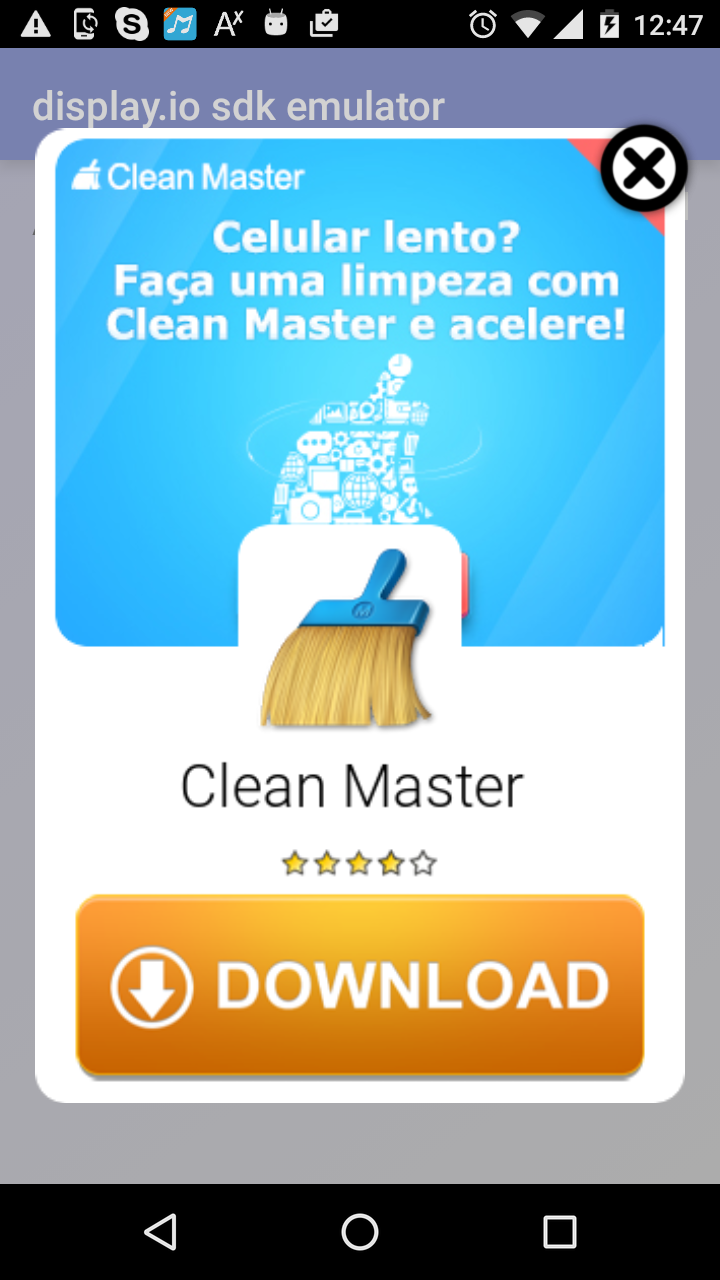 12:47
display.io sdk emulator
Clean Master
Celular lento?
Faça uma limpeza com
Clean Master e acelere!
Clean Master
DOWNLOAD